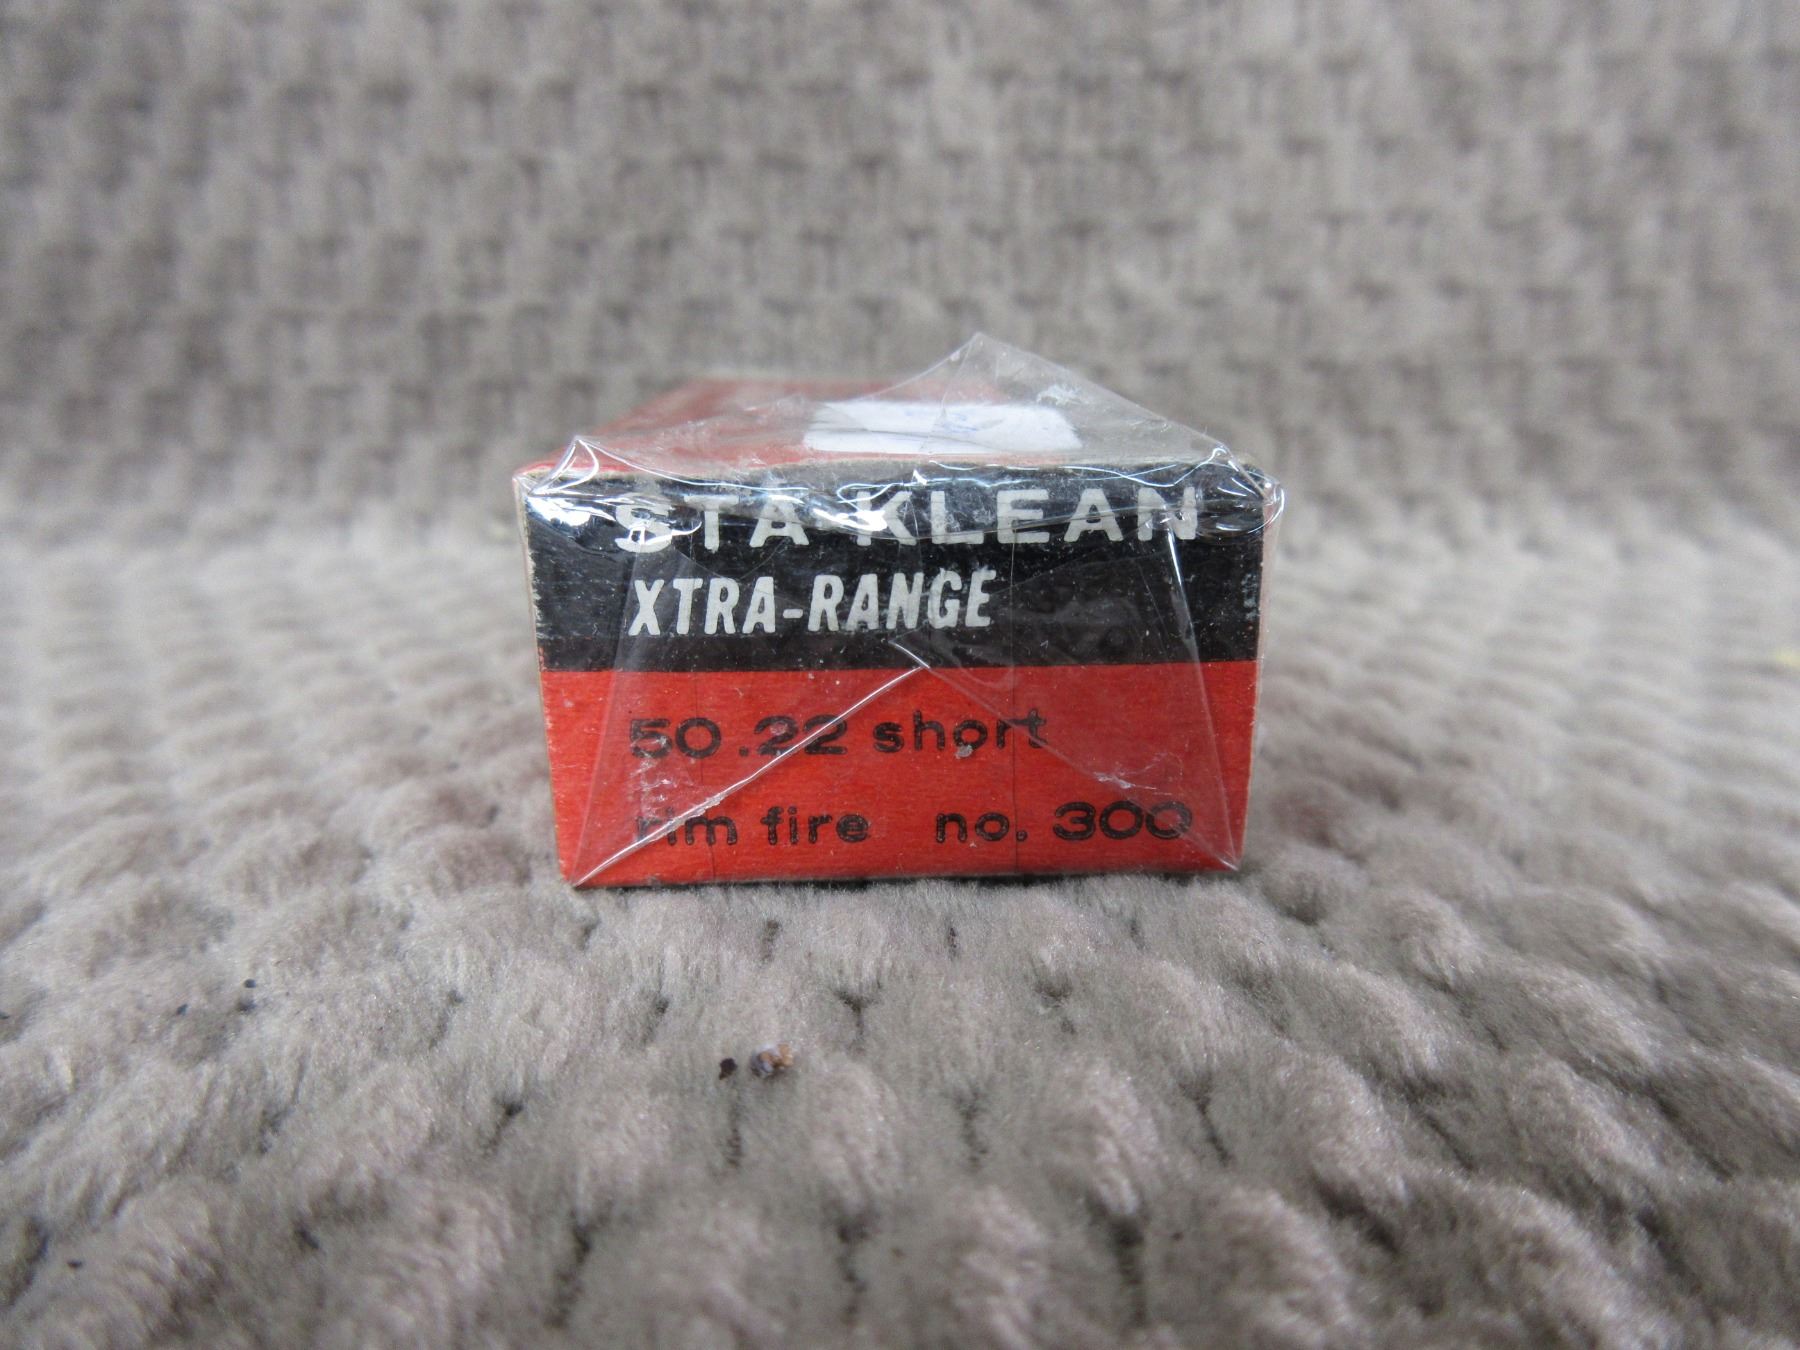 STA-KLEAN
XTRA-RANGE
50 .22 short
rim fire no. 300